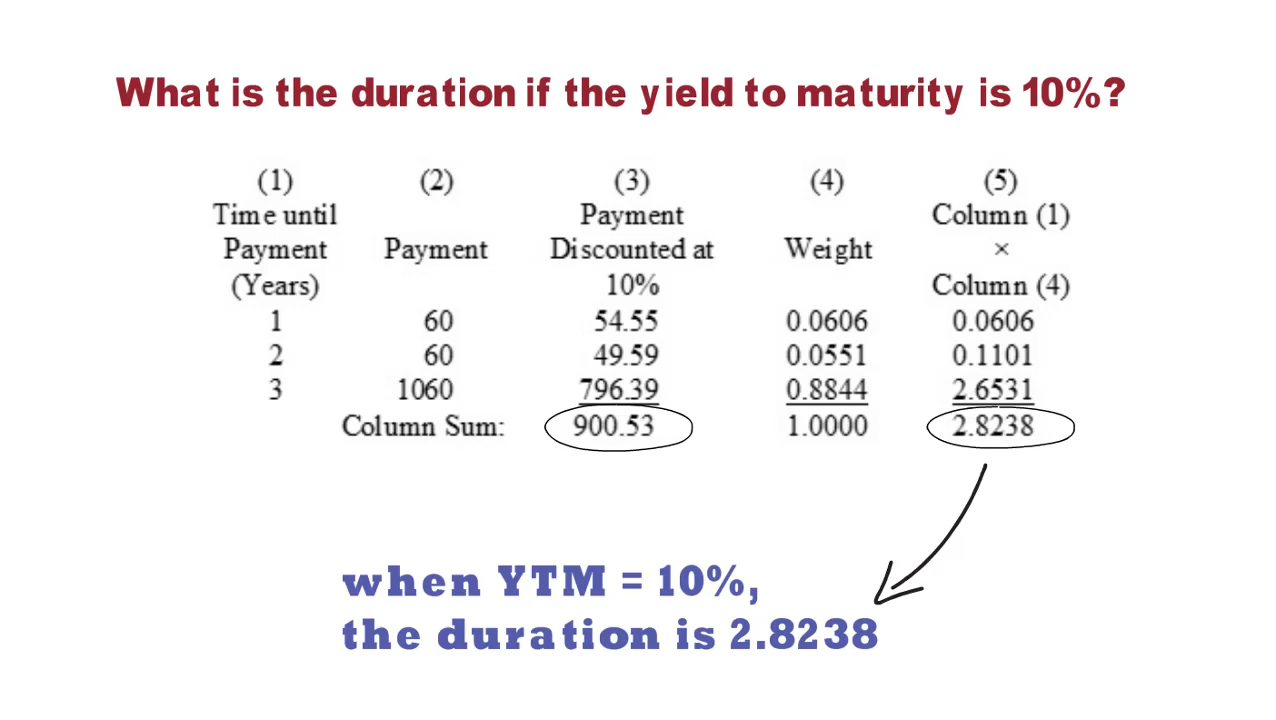 What is the duration if the yield to maturity is 10%?
(1) (2) (3) (4) (5)
Time until Payment Column (1)
Payment Payment Discounted at Weight ×
(Years) 10% Column (4)
1 60 54.55 0.0606 0.0606
2 60 49.59 0.0551 0.1101
3 1060 796.39 0.8844 2.6531
Column Sum: 900.53 1.0000 2.8238
when YTM = 10%,
the duration is 2.8238